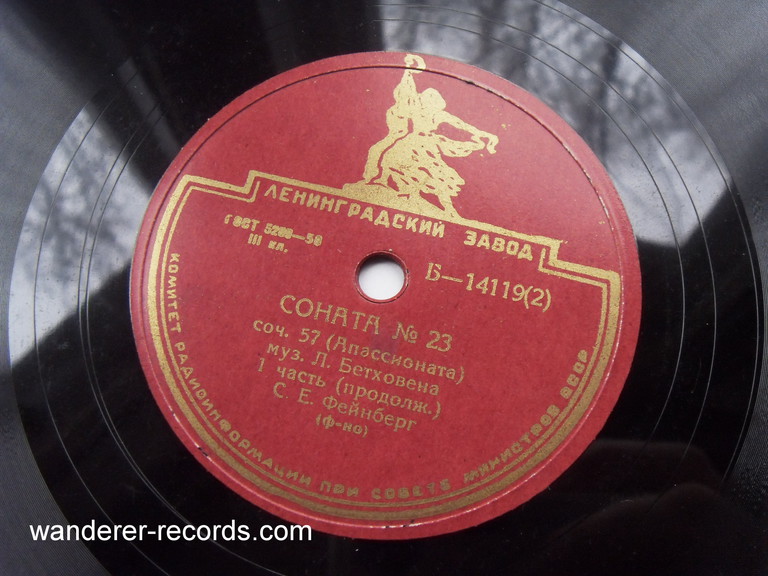 ЛЕНИНГРАДСКИЙ ЗАВОД
ГОСТ 5289—50
III кл.
Б—14119(2)
СОНАТА № 23
соч. 57 (Апассионата)
муз. Л. Бетховена
I часть (продолж.)
С. Е. Фейнберг
(ф-но)
КОМИТЕТ РАДИОИНФОРМАЦИИ ПРИ СОВЕТЕ МИНИСТРОВ СССР
wanderer-records.com